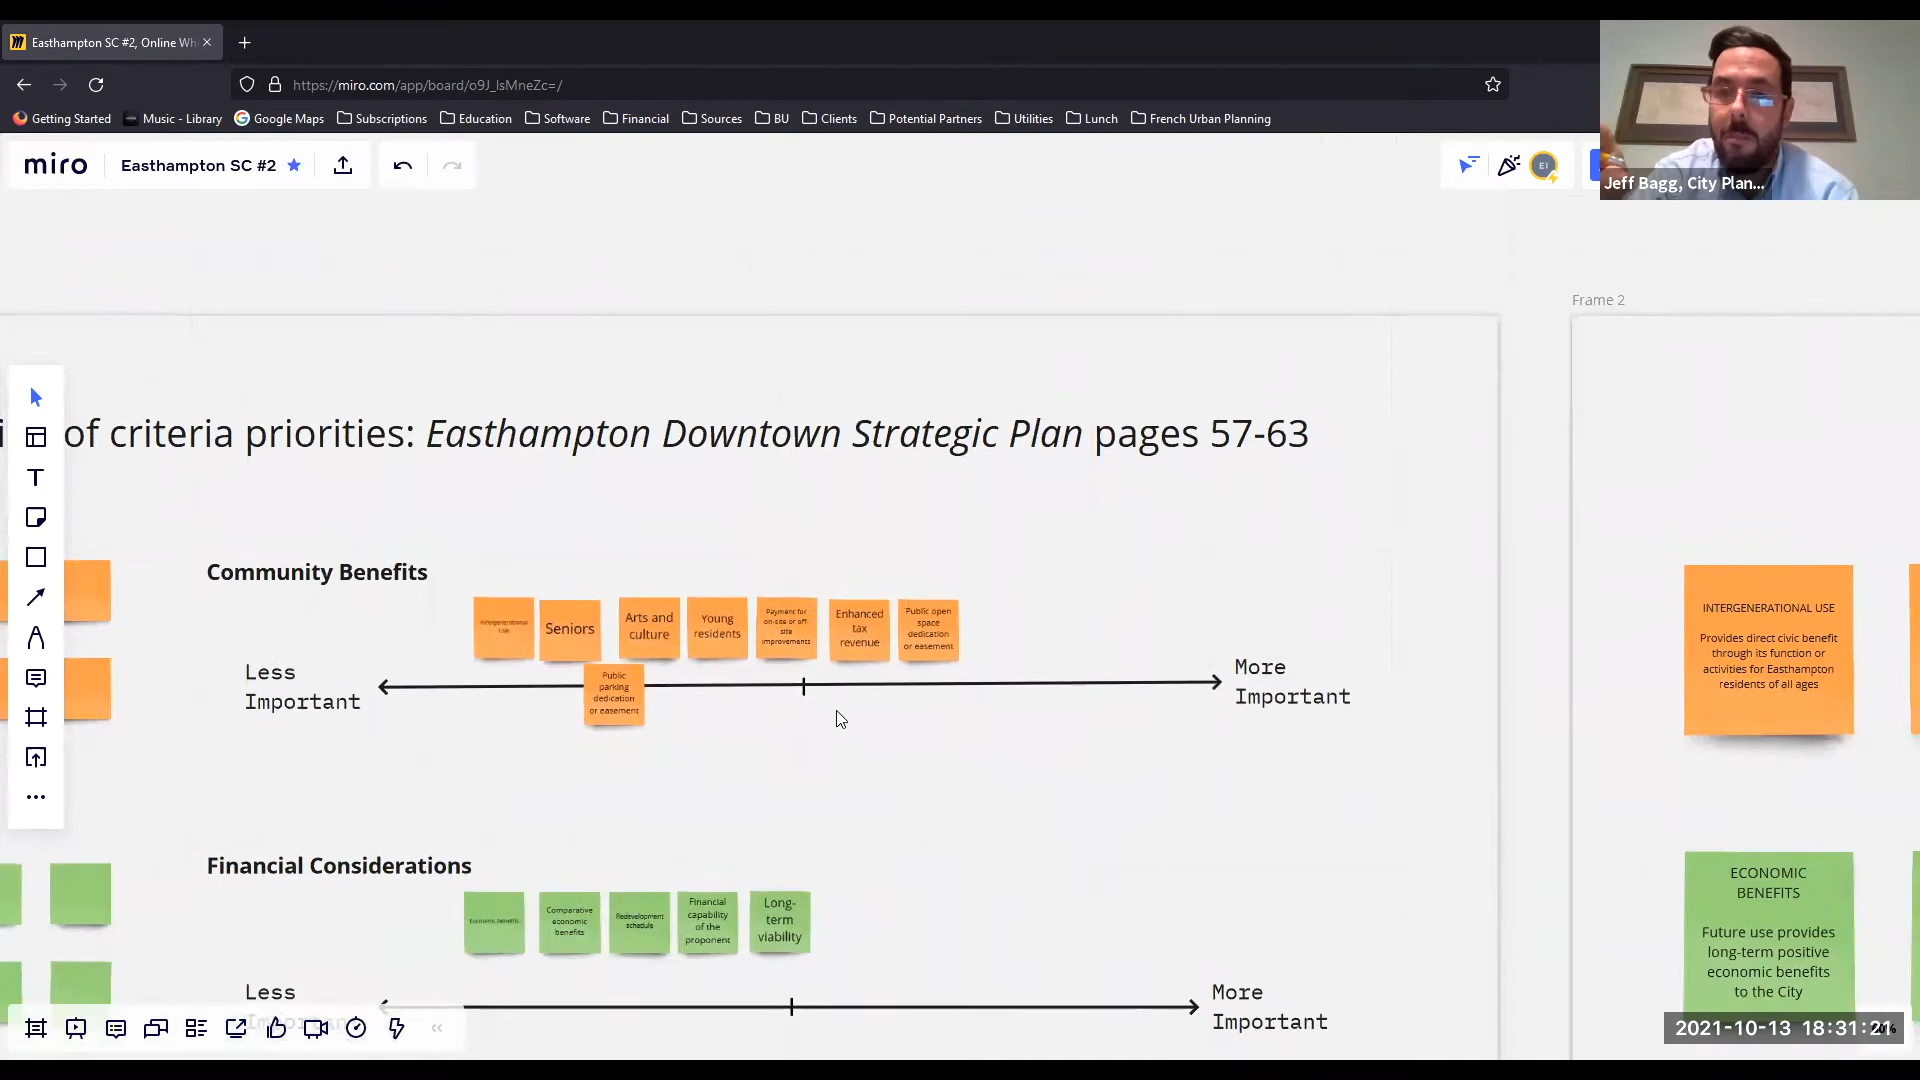 Easthampton SC #2, Online Wh
https://miro.com/app/board/o9J_lsMneZc=/
Getting Started
Music - Library
Google Maps
Subscriptions
Education
Software
Financial
Sources
BU
Clients
Potential Partners
Utilities
Lunch
French Urban Planning
miro
Easthampton SC #2
EI
Jeff Bagg, City Plan...
Frame 2
of criteria priorities: Easthampton Downtown Strategic Plan pages 57-63
Community Benefits
Intergenerational
Use
Seniors
Arts and
culture
Young
residents
Payment for
on-site or off-
site
improvements
Enhanced
tax
revenue
Public open
space
dedication
or easement
Less
Important
Public
parking
dedication
or easement
More
Important
INTERGENERATIONAL USE
Provides direct civic benefit
through its function or
activities for Easthampton
residents of all ages
Financial Considerations
Economic benefits
Comparative
economic
benefits
Redevelopment
schedule
Financial
capability
of the
proponent
Long-
term
viability
Less
Important
More
Important
ECONOMIC
BENEFITS
Future use provides
long-term positive
economic benefits
to the City
2021-10-13 18:31:21